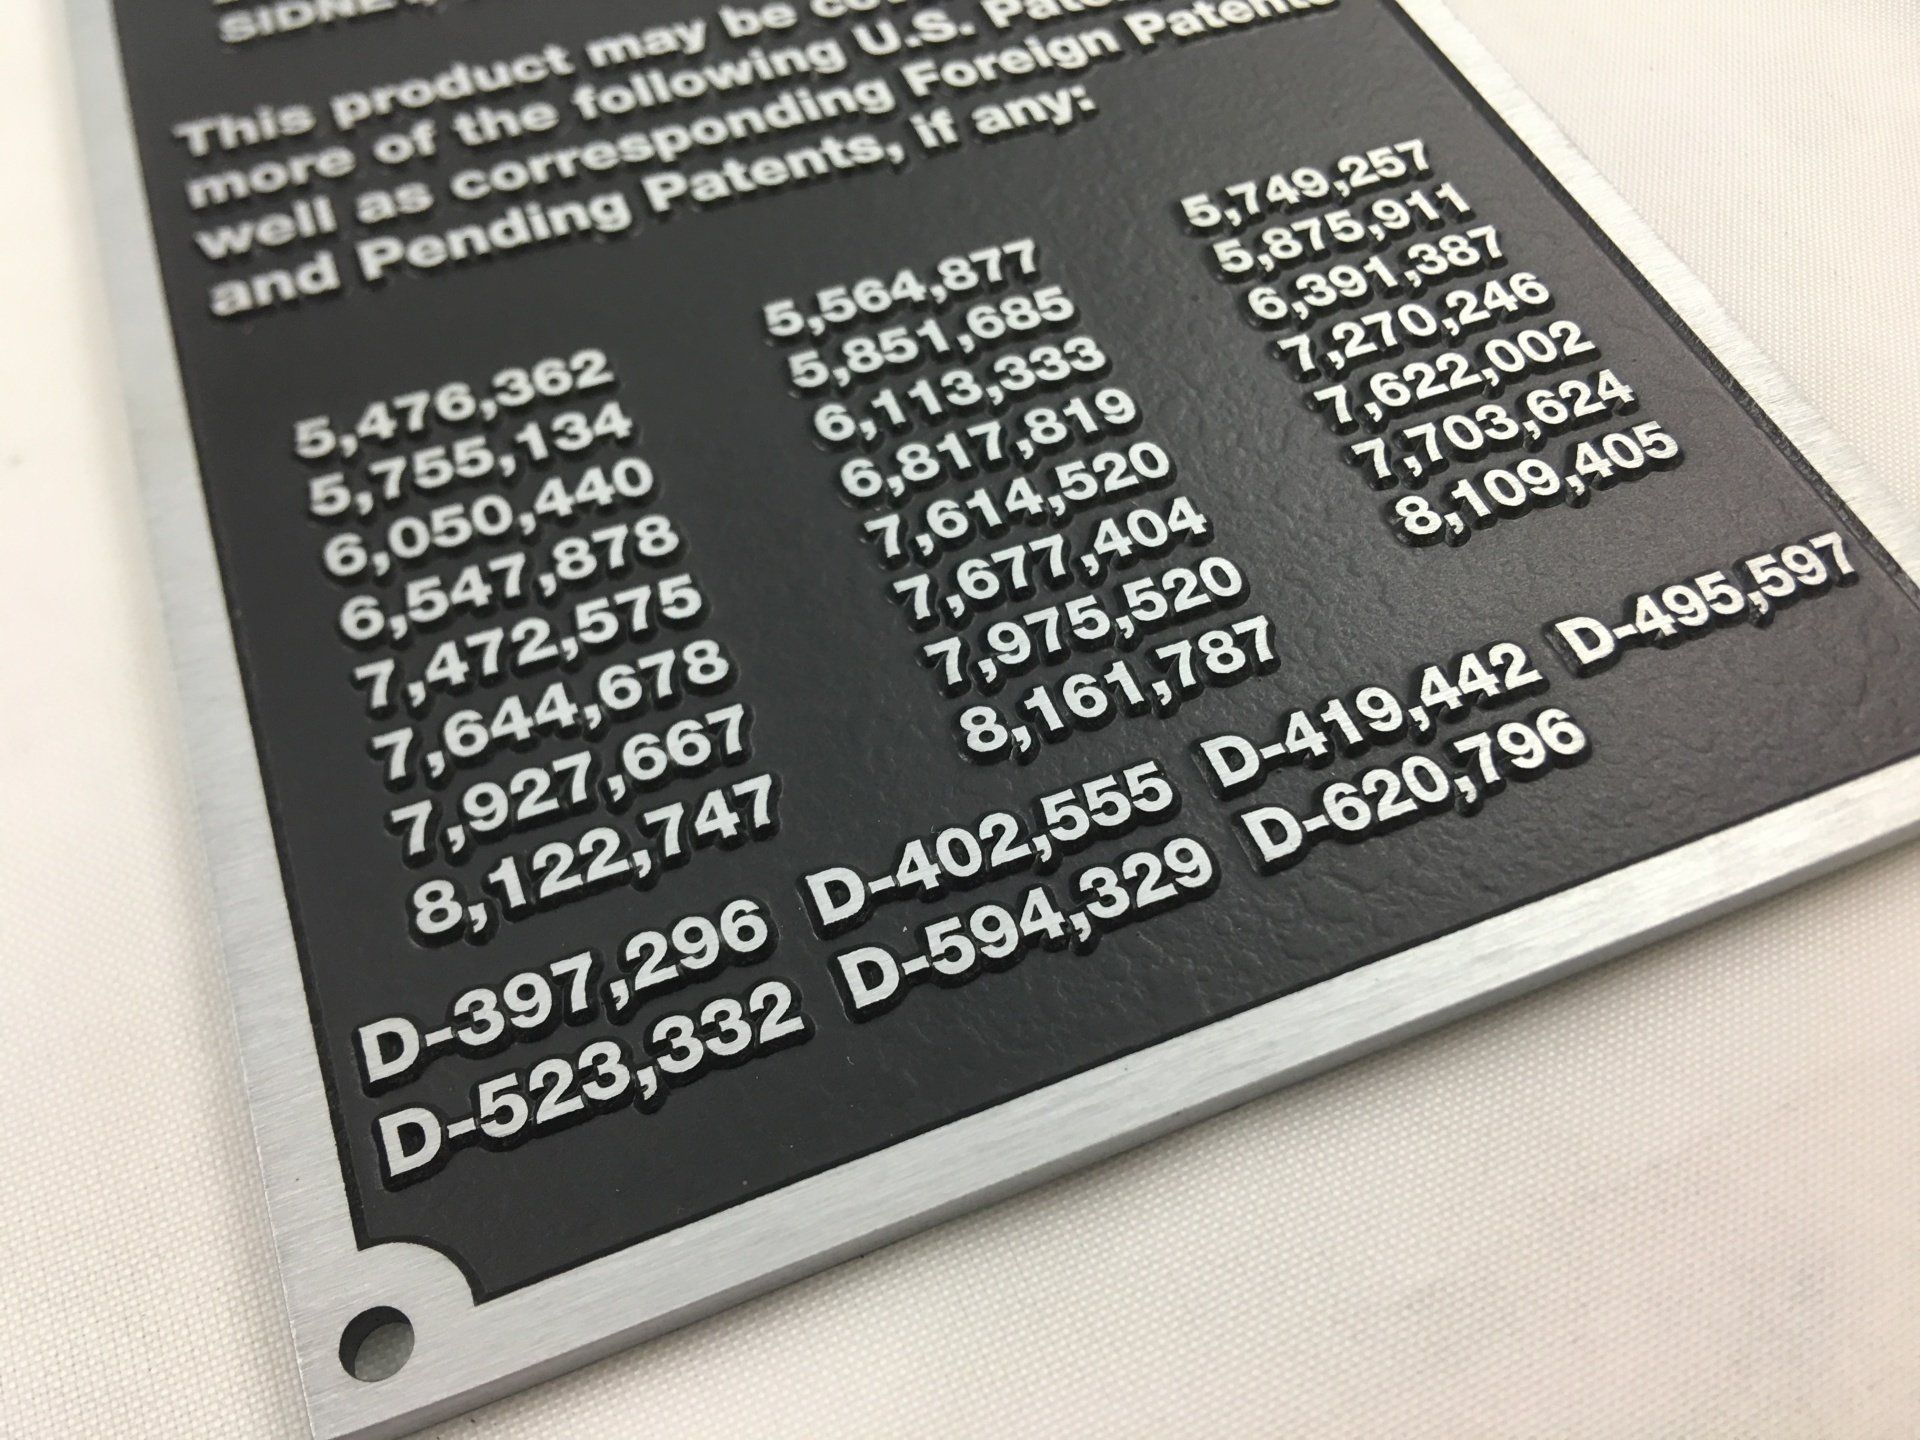 SIDNE
This product may be
more of the following U.S.
well as corresponding Foreign Patents
and Pending Patents, if any:
5,476,362 5,564,877 5,749,257
5,755,134 5,851,685 5,875,911
6,050,440 6,113,333 6,391,387
6,547,878 6,817,819 7,270,246
7,472,575 7,614,520 7,622,002
7,644,678 7,677,404 7,703,624
7,927,667 7,975,520 8,109,405
8,122,747 8,161,787
D-397,296 D-402,555 D-419,442 D-495,597
D-523,332 D-594,329 D-620,796